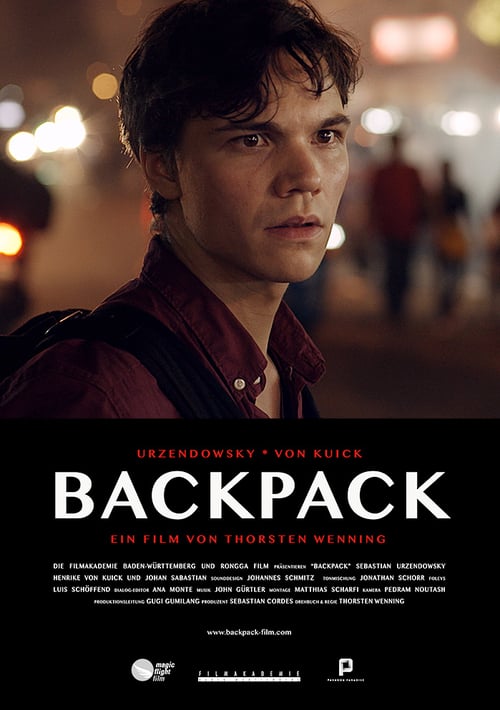 URZENDOWSKY * VON KUICK
BACKPACK
EIN FILM VON THORSTEN WENNING
DIE FILMAKADEMIE BADEN-WÜRTTEMBERG UND RONGGA FILM PRÄSENTIEREN "BACKPACK" SEBASTIAN URZENDOWSKY
HENRIKE VON KUICK UND JOHAN SABASTIAN SOUNDDESIGN JOHANNES SCHMITZ TONMISCHUNG JONATHAN SCHORR FOLEYS
LUIS SCHÖFFEND DIALOG-EDITOR ANA MONTE MUSIK JOHN GÜRTLER MONTAGE MATTHIAS SCHARFI KAMERA PEDRAM NOUTASH
PRODUKTIONSLEITUNG GUGI GUMILANG PRODUZENT SEBASTIAN CORDES DREHBUCH & REGIE THORSTEN WENNING
www.backpack-film.com
magic
flight
film
FILMAKADEMIE
BADEN-WÜRTTEMBERG
PARADISE